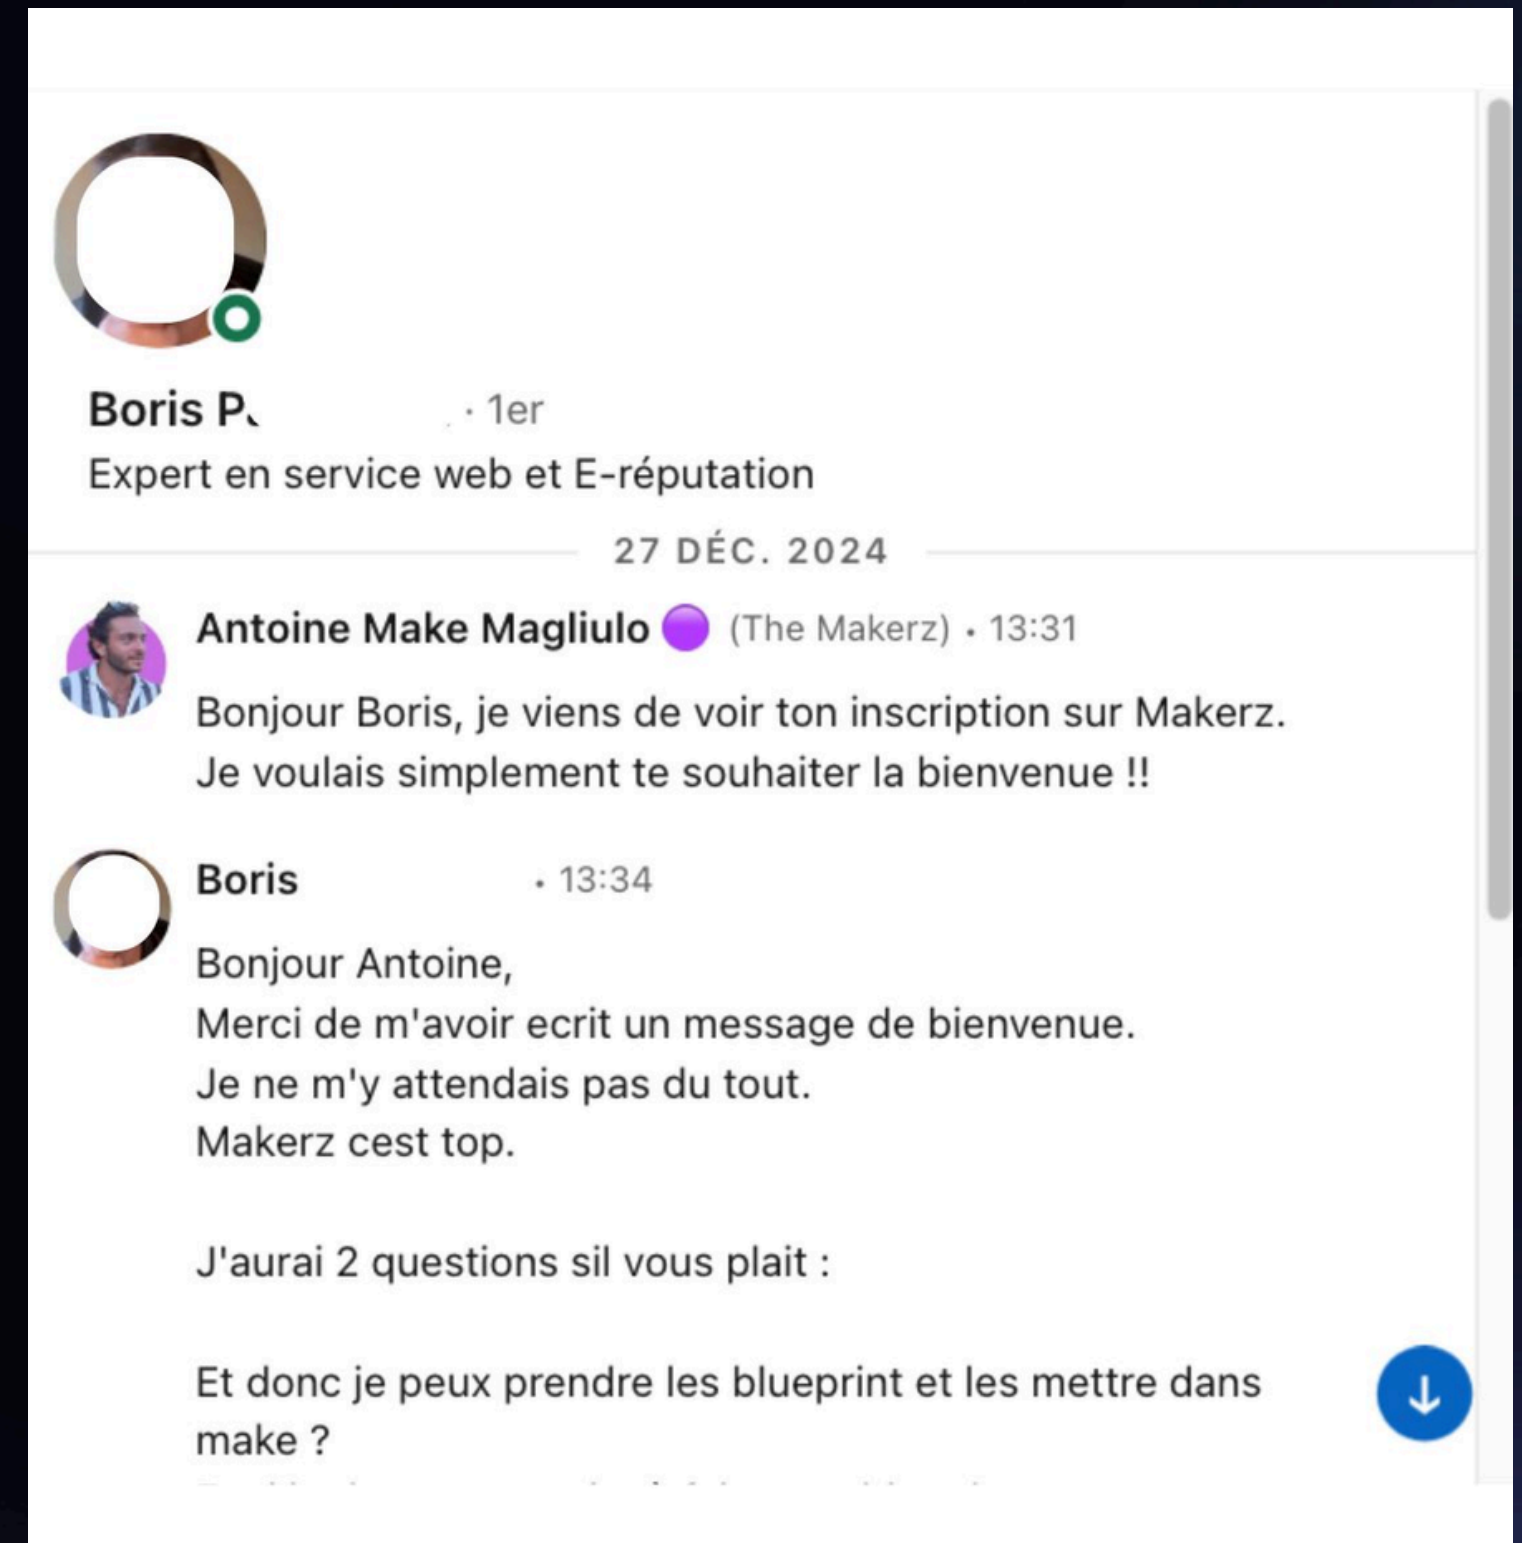 Boris P. · 1er
Expert en service web et E-réputation
27 DÉC. 2024
Antoine Make Magliulo (The Makerz) · 13:31
Bonjour Boris, je viens de voir ton inscription sur Makerz.
Je voulais simplement te souhaiter la bienvenue !!
Boris · 13:34
Bonjour Antoine,
Merci de m'avoir ecrit un message de bienvenue.
Je ne m'y attendais pas du tout.
Makerz cest top.
J'aurai 2 questions sil vous plait :
Et donc je peux prendre les blueprint et les mettre dans
make ?